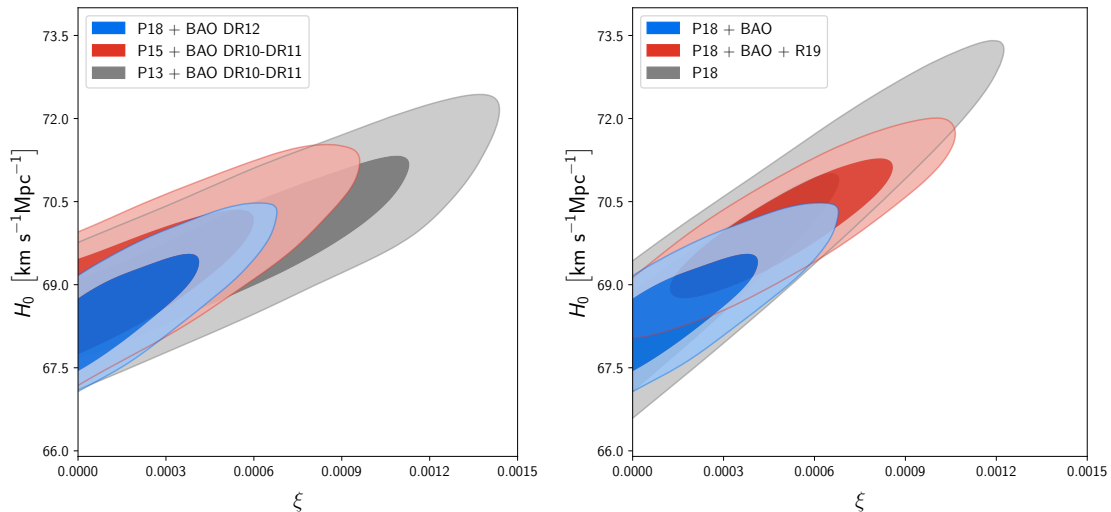 P18 + BAO DR12
P15 + BAO DR10-DR11
P13 + BAO DR10-DR11
73.5
72.0
70.5
69.0
67.5
66.0
H₀ [km s⁻¹Mpc⁻¹]
0.0000 0.0003 0.0006 0.0009 0.0012 0.0015
ξ
P18 + BAO
P18 + BAO + R19
P18
73.5
72.0
70.5
69.0
67.5
66.0
H₀ [km s⁻¹Mpc⁻¹]
0.0000 0.0003 0.0006 0.0009 0.0012 0.0015
ξ